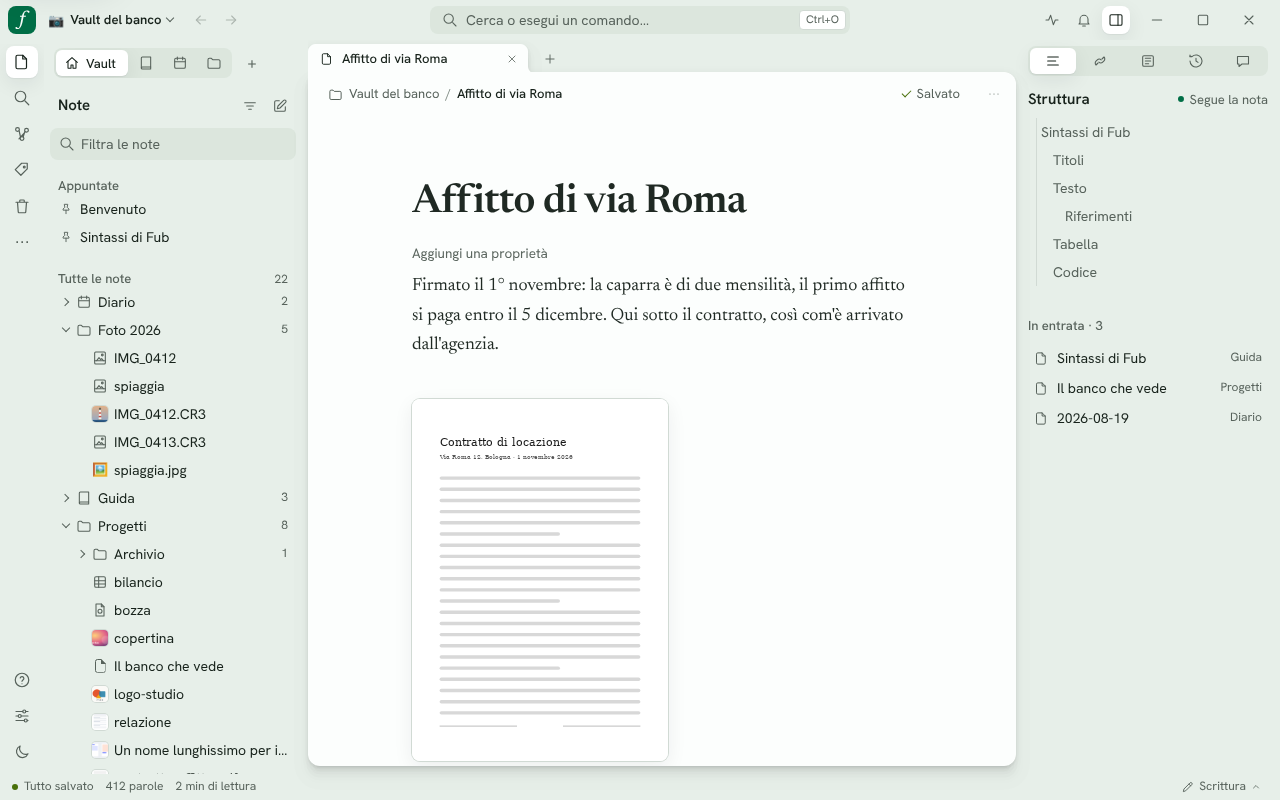 Vault del banco
Cerca o esegui un comando...
Ctrl+O
Vault
Note
Filtra le note
Appuntate
Benvenuto
Sintassi di Fub
Tutte le note 22
Diario 2
Foto 2026 5
IMG_0412
spiaggia
IMG_0412.CR3
IMG_0413.CR3
spiaggia.jpg
Guida 3
Progetti 8
Archivio 1
bilancio
bozza
copertina
Il banco che vede
logo-studio
relazione
Un nome lunghissimo per i...
Affitto di via Roma
Vault del banco / Affitto di via Roma
Salvato
Affitto di via Roma
Aggiungi una proprietà
Firmato il 1° novembre: la caparra è di due mensilità, il primo affitto
si paga entro il 5 dicembre. Qui sotto il contratto, così com'è arrivato
dall'agenzia.
Contratto di locazione
Via Roma 12, Bologna · 1 novembre 2026
Struttura
Segue la nota
Sintassi di Fub
Titoli
Testo
Riferimenti
Tabella
Codice
In entrata · 3
Sintassi di Fub Guida
Il banco che vede Progetti
2026-08-19 Diario
Tutto salvato 412 parole 2 min di lettura
Scrittura